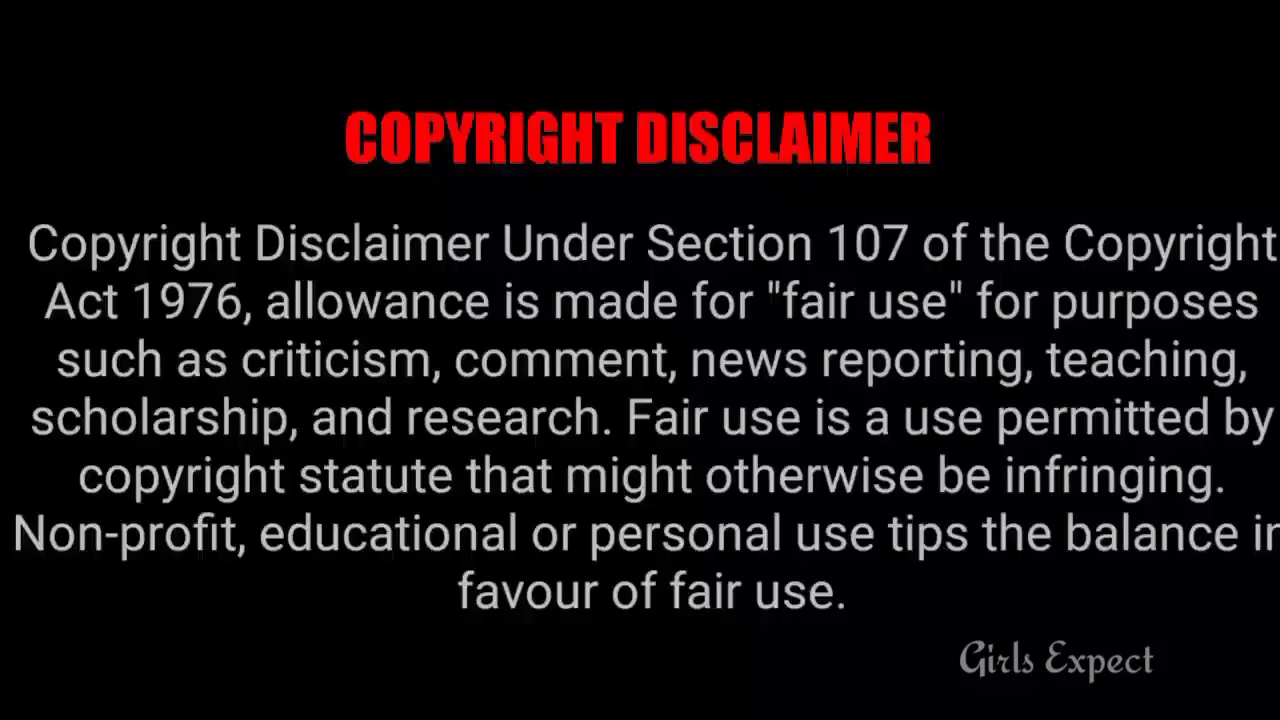 COPYRIGHT DISCLAIMER
Copyright Disclaimer Under Section 107 of the Copyright
Act 1976, allowance is made for "fair use" for purposes
such as criticism, comment, news reporting, teaching,
scholarship, and research. Fair use is a use permitted by
copyright statute that might otherwise be infringing.
Non-profit, educational or personal use tips the balance in
favour of fair use.
Girls Expect